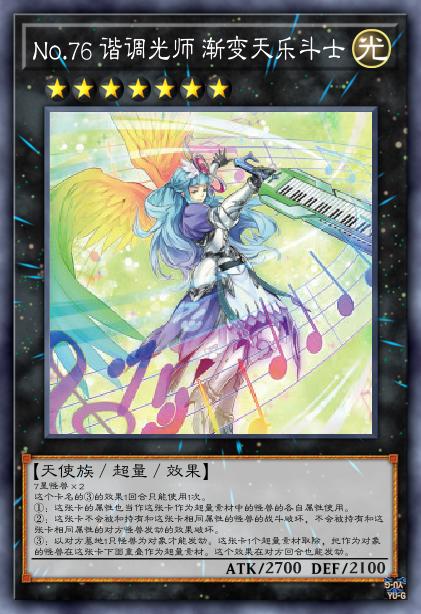 No.76 谐调光师 渐变天乐斗士 光
【天使族／超量／效果】
7星怪兽×2
这个卡名的③的效果1回合只能使用1次。
①：这张卡的属性也当作这张卡作为超量素材中的怪兽的各自属性使用。
②：这张卡不会被和持有和这张卡相同属性的怪兽的战斗破坏，不会被持有和这
张卡相同属性的对方怪兽发动的效果破坏。
③：以对方墓地1只怪兽为对象才能发动。这张卡1个超量素材取除，把作为对象
的怪兽在这张卡下面重叠作为超量素材。这个效果在对方回合也能发动。
ATK/2700 DEF/2100